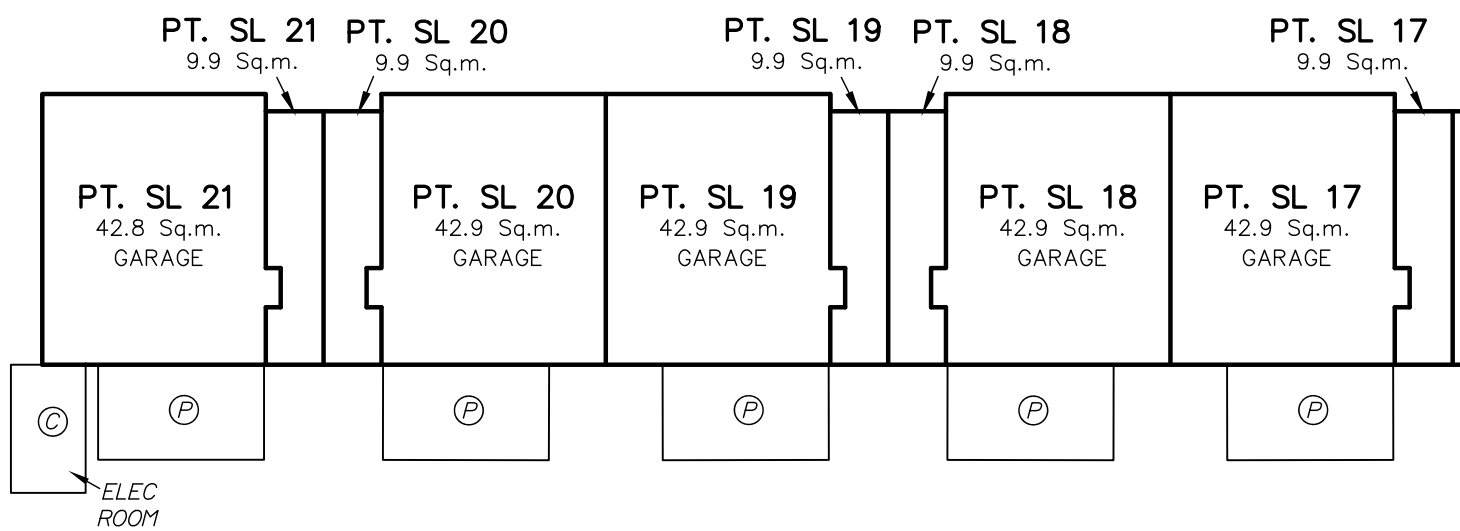 PT. SL 21
9.9 Sq.m.
PT. SL 20
9.9 Sq.m.
PT. SL 19
9.9 Sq.m.
PT. SL 18
9.9 Sq.m.
PT. SL 17
9.9 Sq.m.
PT. SL 21
42.8 Sq.m.
GARAGE
PT. SL 20
42.9 Sq.m.
GARAGE
PT. SL 19
42.9 Sq.m.
GARAGE
PT. SL 18
42.9 Sq.m.
GARAGE
PT. SL 17
42.9 Sq.m.
GARAGE
C
P
P
P
P
P
ELEC
ROOM